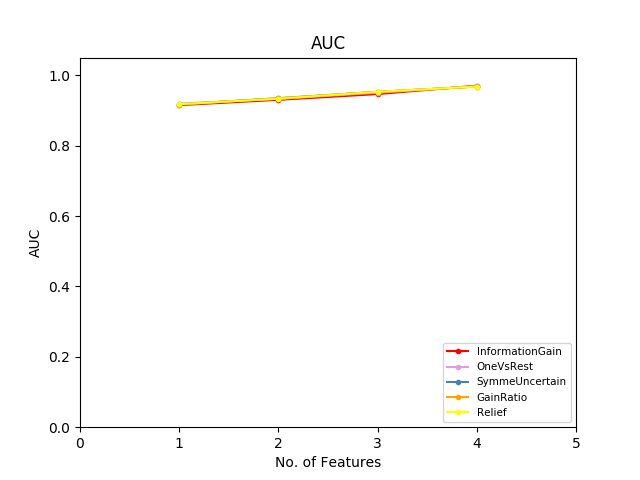 AUC
1.0
0.8
0.6
0.4
0.2
0.0
AUC
0 1 2 3 4 5
No. of Features
InformationGain
OneVsRest
SymmeUncertain
GainRatio
Relief